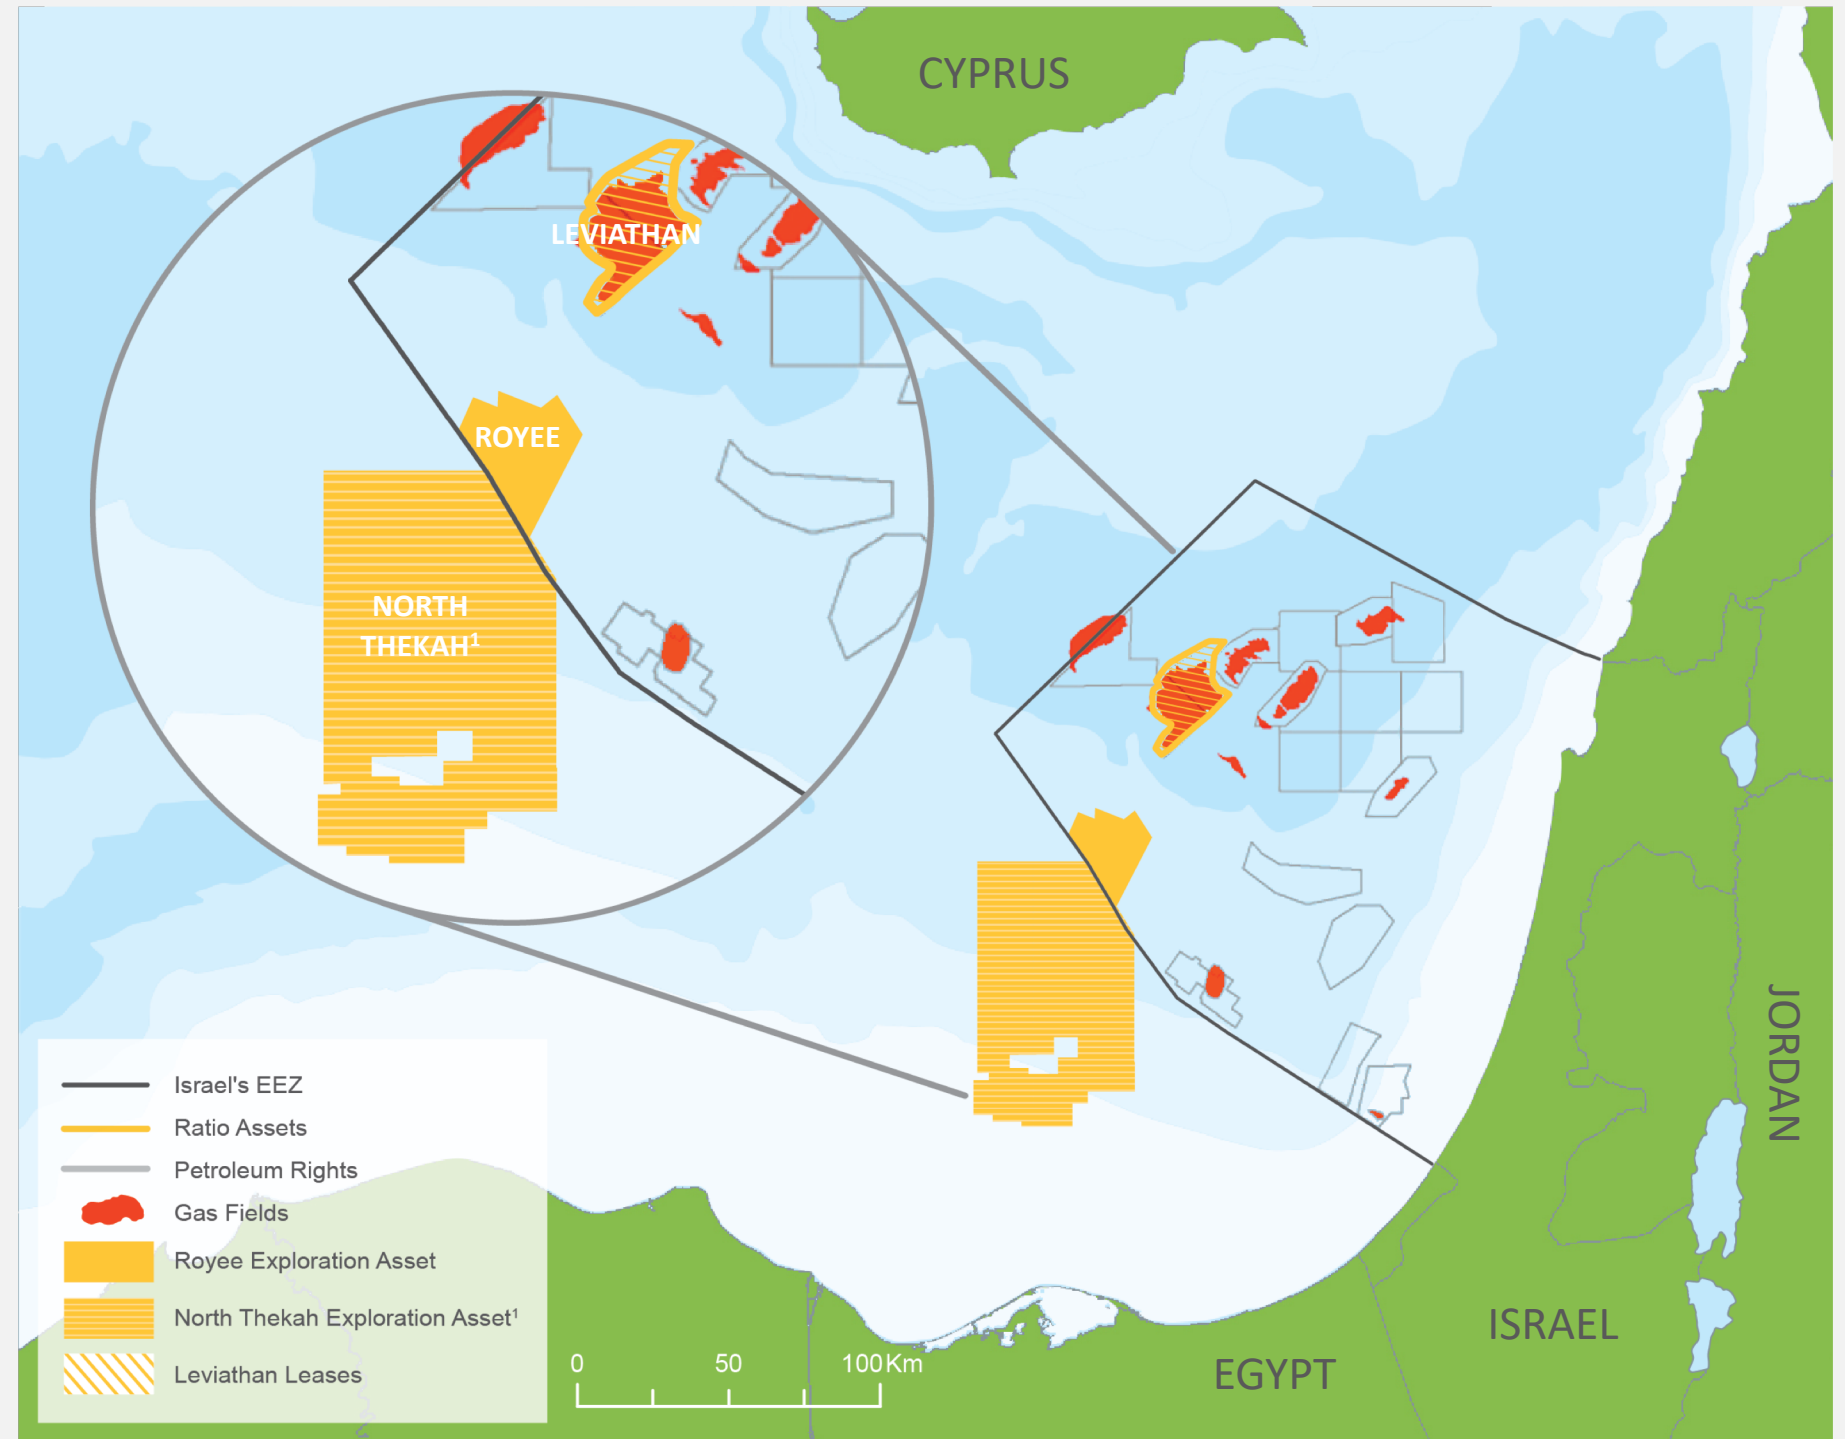 CYPRUS
LEVIATHAN
ROYEE
NORTH
THEKAH¹
JORDAN
Israel's EEZ
Ratio Assets
Petroleum Rights
Gas Fields
Royee Exploration Asset
North Thekah Exploration Asset¹
Leviathan Leases
0 50 100Km
ISRAEL
EGYPT